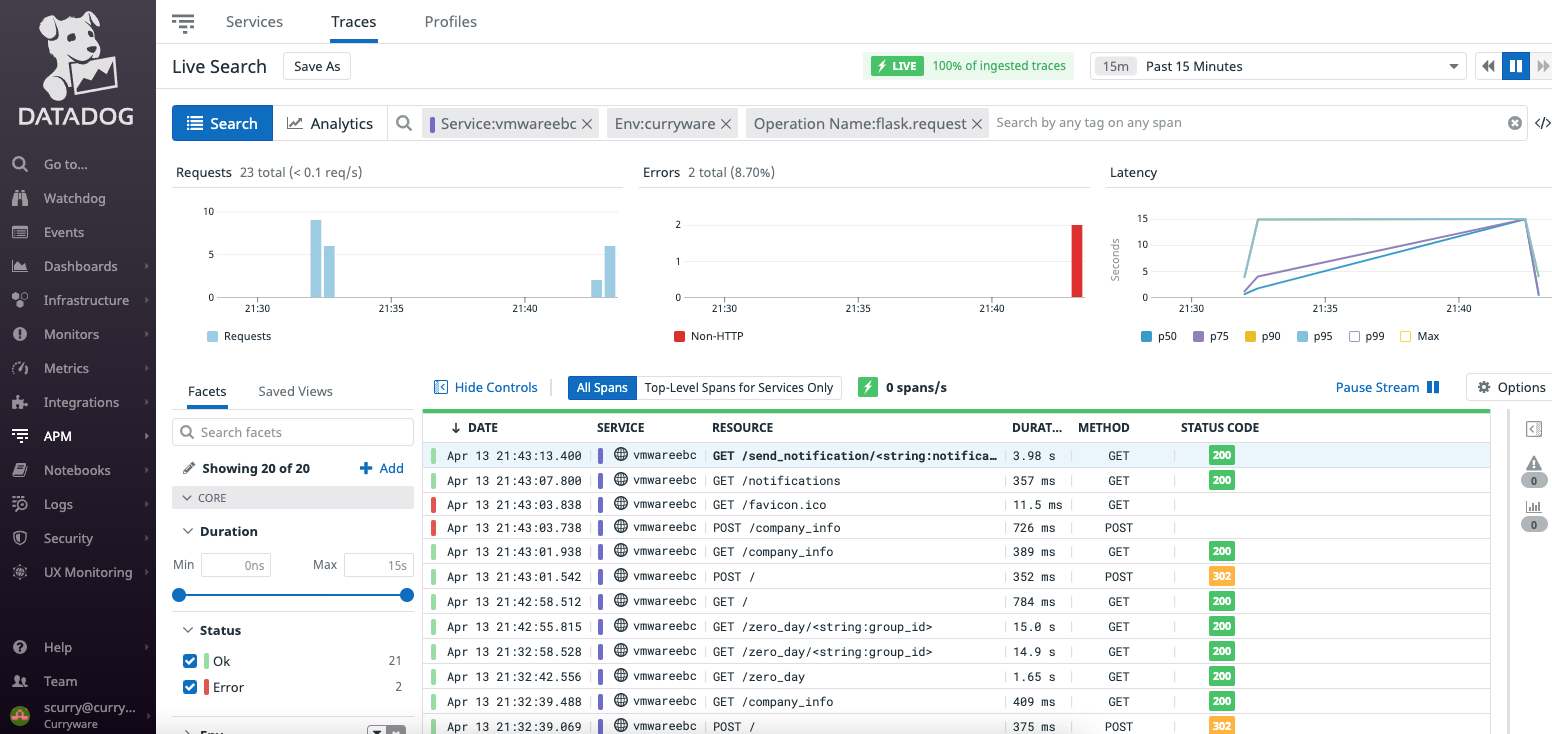 Services Traces Profiles
DATADOG
Live Search Save As LIVE 100% of ingested traces 15m Past 15 Minutes
Search Analytics Service:vmwareebc Env:curryware Operation Name:flask.request Search by any tag on any span </>
Go to...
Watchdog
Events
Dashboards
Infrastructure
Monitors
Metrics
Integrations
APM
Notebooks
Logs
Security
UX Monitoring
Help
Team
scurry@curry...
Curryware
Requests 23 total (< 0.1 req/s)
10
5
0
21:30 21:35 21:40
Requests
Errors 2 total (8.70%)
2
1
0
21:30 21:35 21:40
Non-HTTP
Latency
Seconds
15
10
5
0
21:30 21:35 21:40
p50 p75 p90 p95 p99 Max
Facets Saved Views
Search facets
Showing 20 of 20 Add
CORE
Duration
Min 0ns Max 15s
Status
Ok 21
Error 2
Hide Controls All Spans Top-Level Spans for Services Only 0 spans/s Pause Stream Options
DATE SERVICE RESOURCE DURAT... METHOD STATUS CODE
Apr 13 21:43:13.400 vmwareebc GET /send_notification/<string:notifica... 3.98 s GET 200
Apr 13 21:43:07.800 vmwareebc GET /notifications 357 ms GET 200
Apr 13 21:43:03.838 vmwareebc GET /favicon.ico 11.5 ms GET
Apr 13 21:43:03.738 vmwareebc POST /company_info 726 ms POST
Apr 13 21:43:01.938 vmwareebc GET /company_info 389 ms GET 200
Apr 13 21:43:01.542 vmwareebc POST / 352 ms POST 302
Apr 13 21:42:58.512 vmwareebc GET / 784 ms GET 200
Apr 13 21:42:55.815 vmwareebc GET /zero_day/<string:group_id> 15.0 s GET 200
Apr 13 21:32:58.528 vmwareebc GET /zero_day/<string:group_id> 14.9 s GET 200
Apr 13 21:32:42.556 vmwareebc GET /zero_day 1.65 s GET 200
Apr 13 21:32:39.488 vmwareebc GET /company_info 409 ms GET 200
Apr 13 21:32:39.069 vmwareebc POST / 375 ms POST 302
0
0